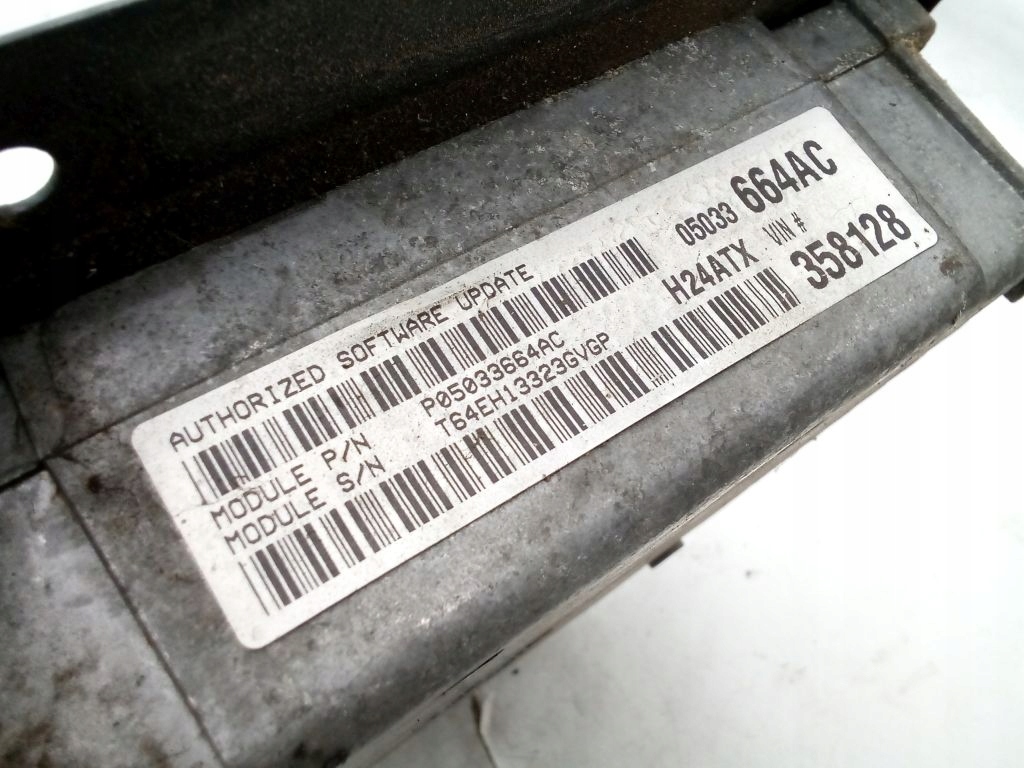 AUTHORIZED SOFTWARE UPDATE
05033 664AC
MODULE P/N P05033664AC
H24ATX VIN #
MODULE S/N T64EH13323GVGP
358128